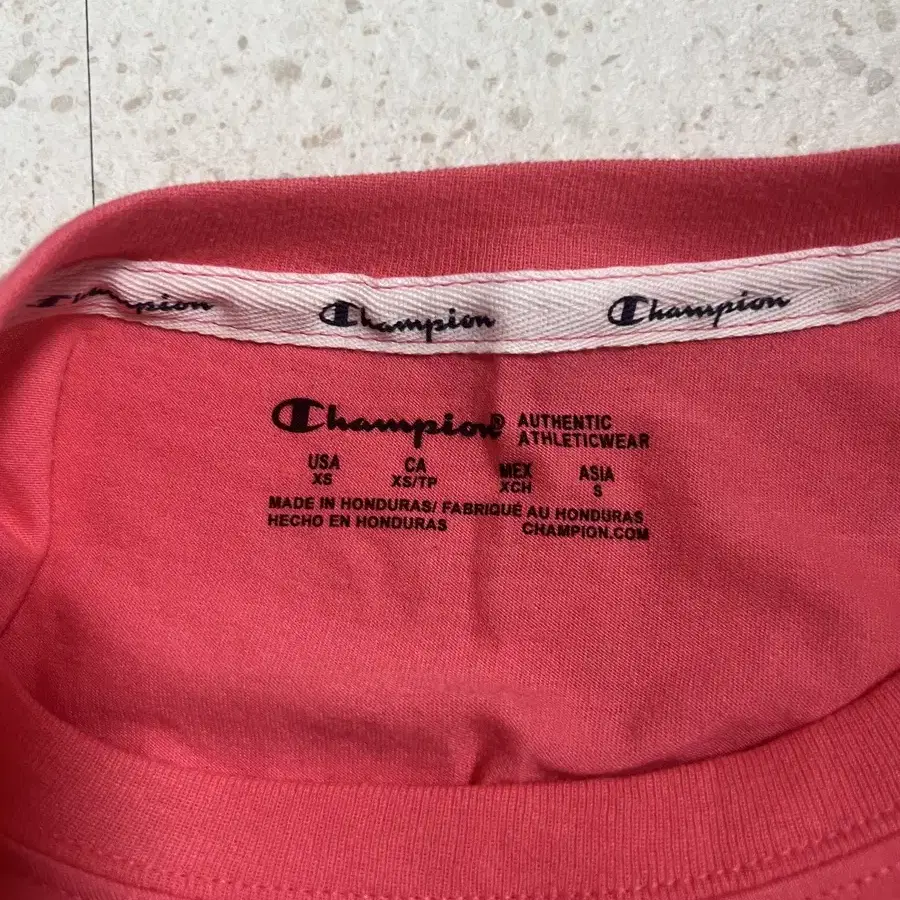 Champion Champion Champion
Champion® AUTHENTIC
ATHLETICWEAR
USA CA MEX ASIA
XS XS/TP XCH S
MADE IN HONDURAS/ FABRIQUÉ AU HONDURAS
HECHO EN HONDURAS CHAMPION.COM